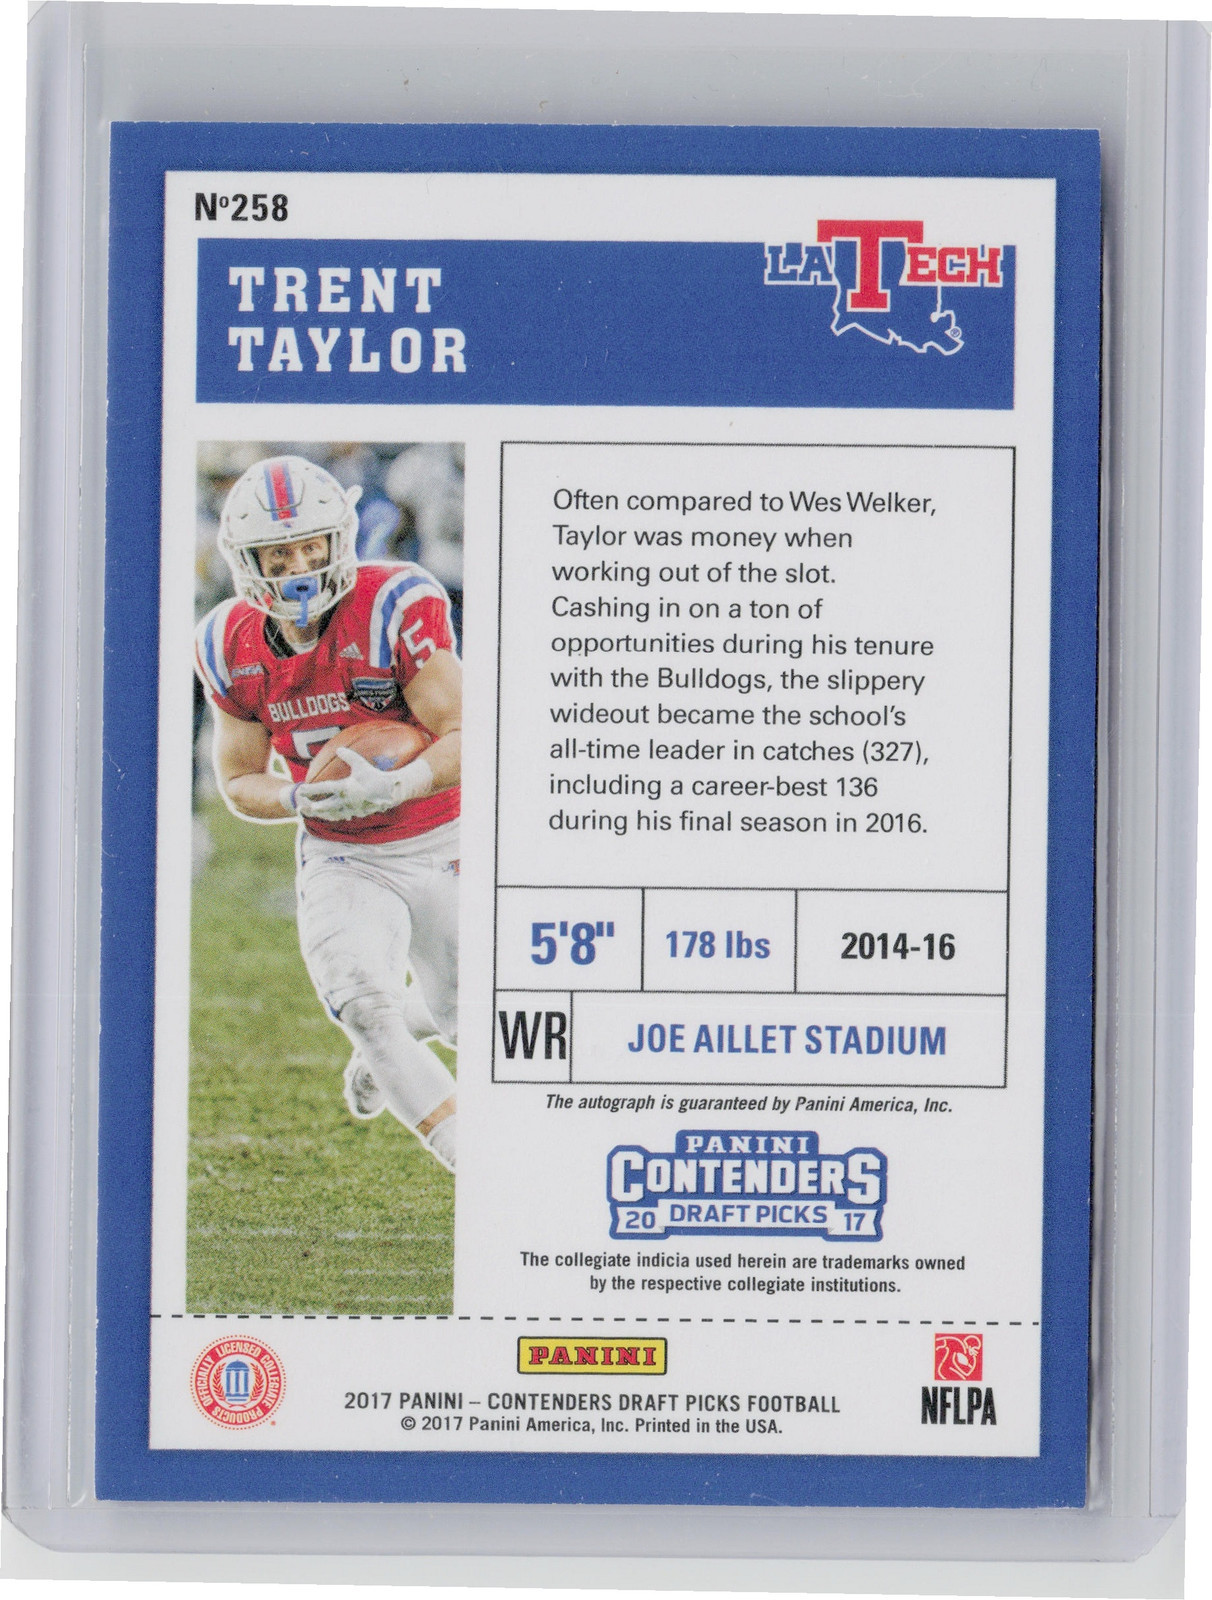 Nº258
TRENT
TAYLOR
LA TECH
®
5
BULLDOGS
Often compared to Wes Welker,
Taylor was money when
working out of the slot.
Cashing in on a ton of
opportunities during his tenure
with the Bulldogs, the slippery
wideout became the school's
all-time leader in catches (327),
including a career-best 136
during his final season in 2016.
5'8" 178 lbs 2014-16
WR JOE AILLET STADIUM
The autograph is guaranteed by Panini America, Inc.
PANINI
CONTENDERS
20 DRAFT PICKS 17
The collegiate indicia used herein are trademarks owned
by the respective collegiate institutions.
OFFICIALLY LICENSED COLLEGIATE PRODUCTS
PANINI
2017 PANINI – CONTENDERS DRAFT PICKS FOOTBALL
© 2017 Panini America, Inc. Printed in the USA.
NFLPA